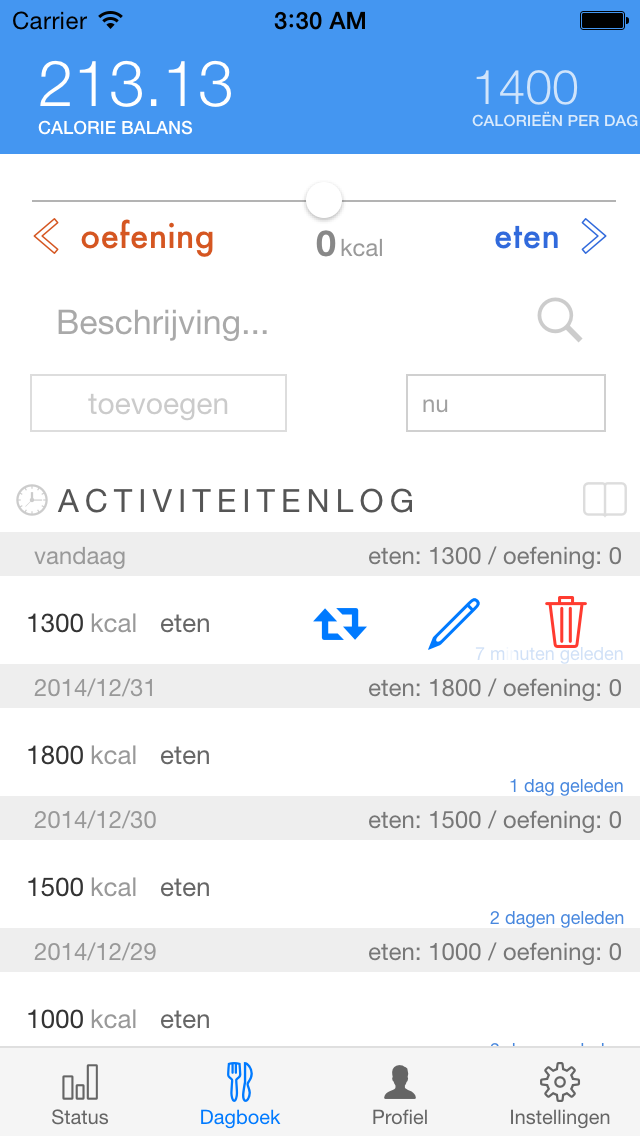 Carrier 3:30 AM
213.13 1400
CALORIE BALANS CALORIEËN PER DAG
oefening 0 kcal eten
Beschrijving...
toevoegen nu
ACTIVITEITENLOG
vandaag eten: 1300 / oefening: 0
1300 kcal eten
7 minuten geleden
2014/12/31 eten: 1800 / oefening: 0
1800 kcal eten
1 dag geleden
2014/12/30 eten: 1500 / oefening: 0
1500 kcal eten
2 dagen geleden
2014/12/29 eten: 1000 / oefening: 0
1000 kcal eten
Status Dagboek Profiel Instellingen